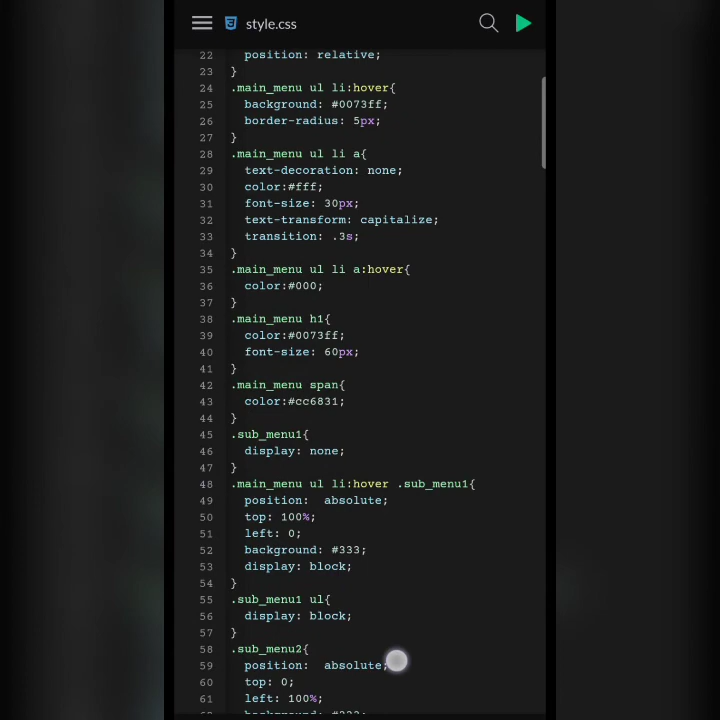 style.css
22 position: relative;
23 }
24 .main_menu ul li:hover{
25 background: #0073ff;
26 border-radius: 5px;
27 }
28 .main_menu ul li a{
29 text-decoration: none;
30 color:#fff;
31 font-size: 30px;
32 text-transform: capitalize;
33 transition: .3s;
34 }
35 .main_menu ul li a:hover{
36 color:#000;
37 }
38 .main_menu h1{
39 color:#0073ff;
40 font-size: 60px;
41 }
42 .main_menu span{
43 color:#cc6831;
44 }
45 .sub_menu1{
46 display: none;
47 }
48 .main_menu ul li:hover .sub_menu1{
49 position:  absolute;
50 top: 100%;
51 left: 0;
52 background: #333;
53 display: block;
54 }
55 .sub_menu1 ul{
56 display: block;
57 }
58 .sub_menu2{
59 position:  absolute;
60 top: 0;
61 left: 100%;